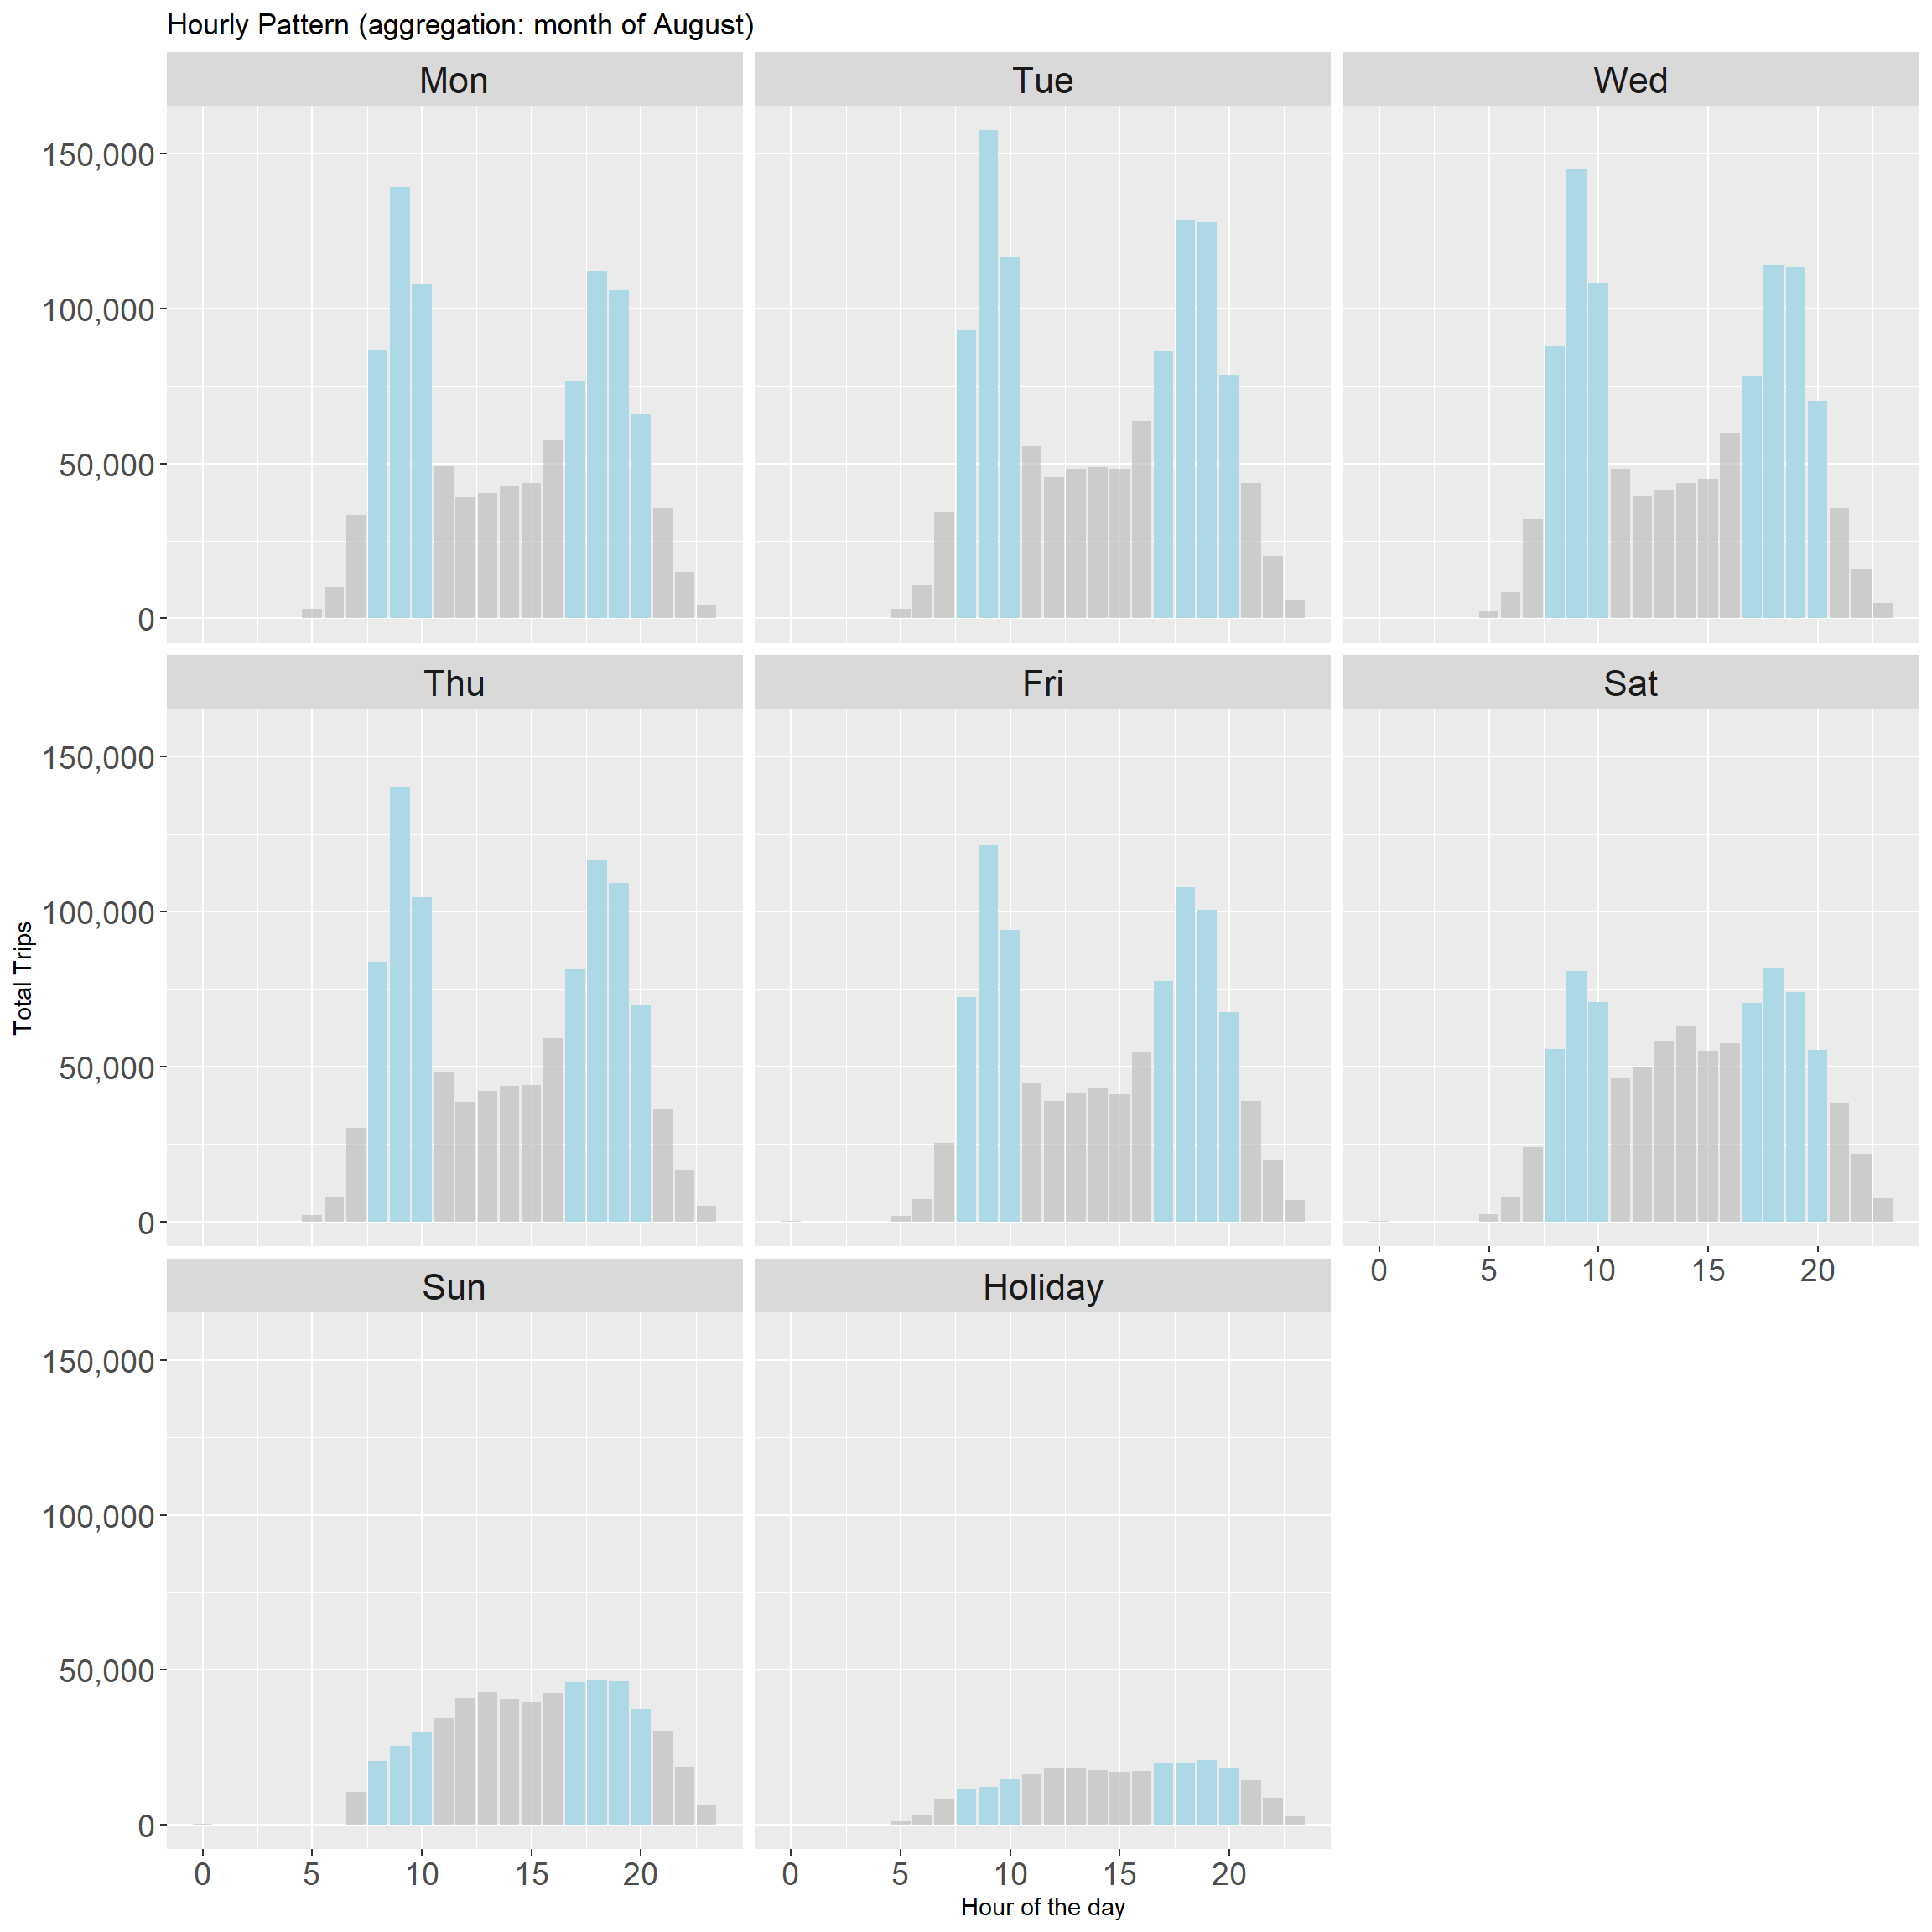 Hourly Pattern (aggregation: month of August)
Mon
Tue
Wed
150,000
100,000
50,000
0
Thu
Fri
Sat
150,000
100,000
50,000
0
0 5 10 15 20
Sun
Holiday
150,000
100,000
50,000
0
0 5 10 15 20
0 5 10 15 20
Total Trips
Hour of the day